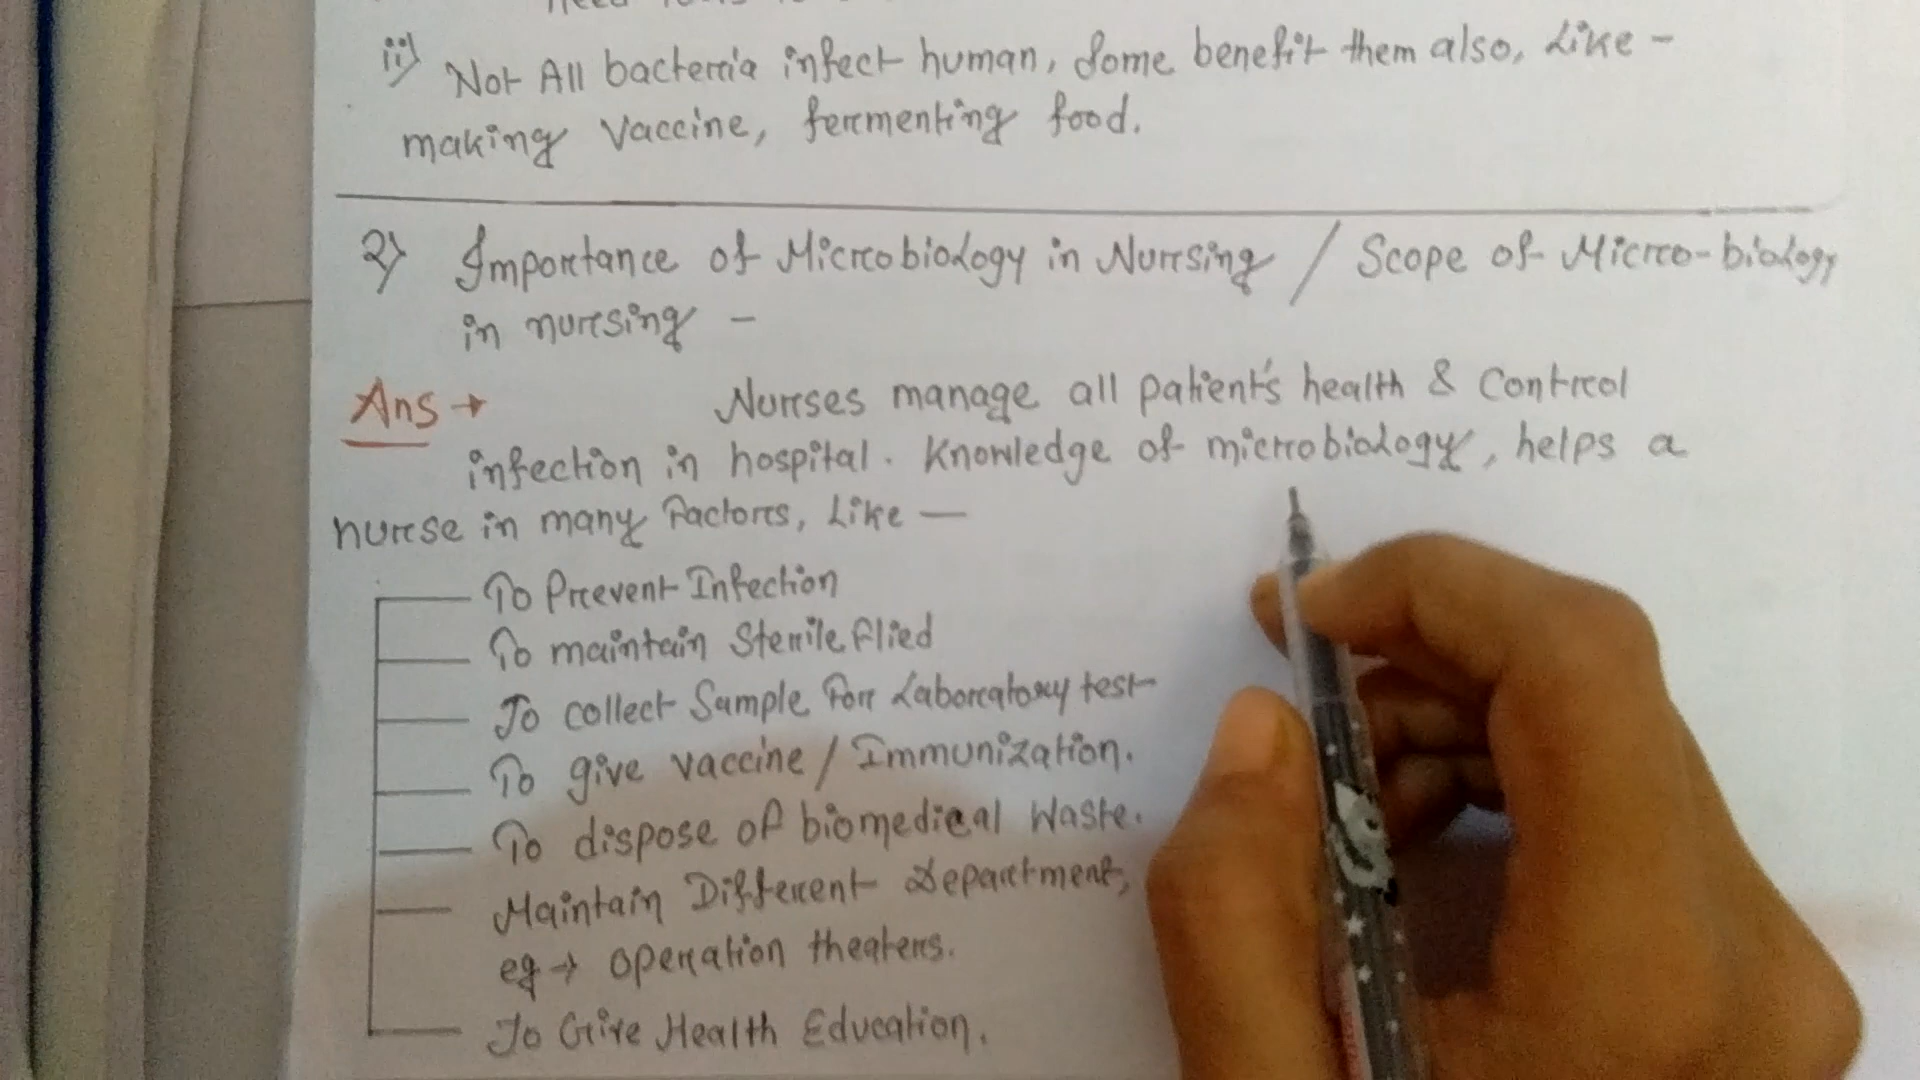 ii) Not All bacteria infect human, some benefit them also, Like -
making vaccine, fermenting food.
2) Importance of Microbiology in Nursing / Scope of Micro-biology
in nursing -
Ans → Nurses manage all patient's health & Control
infection in hospital. Knowledge of microbiology, helps a
nurse in many Factors, Like —
To Prevent Infection
To maintain Sterile flied
To collect Sample For Laboratory test
To give vaccine / Immunization.
To dispose of biomedical Waste.
Maintain Different Department,
eg → operation theaters.
To Give Health Education.